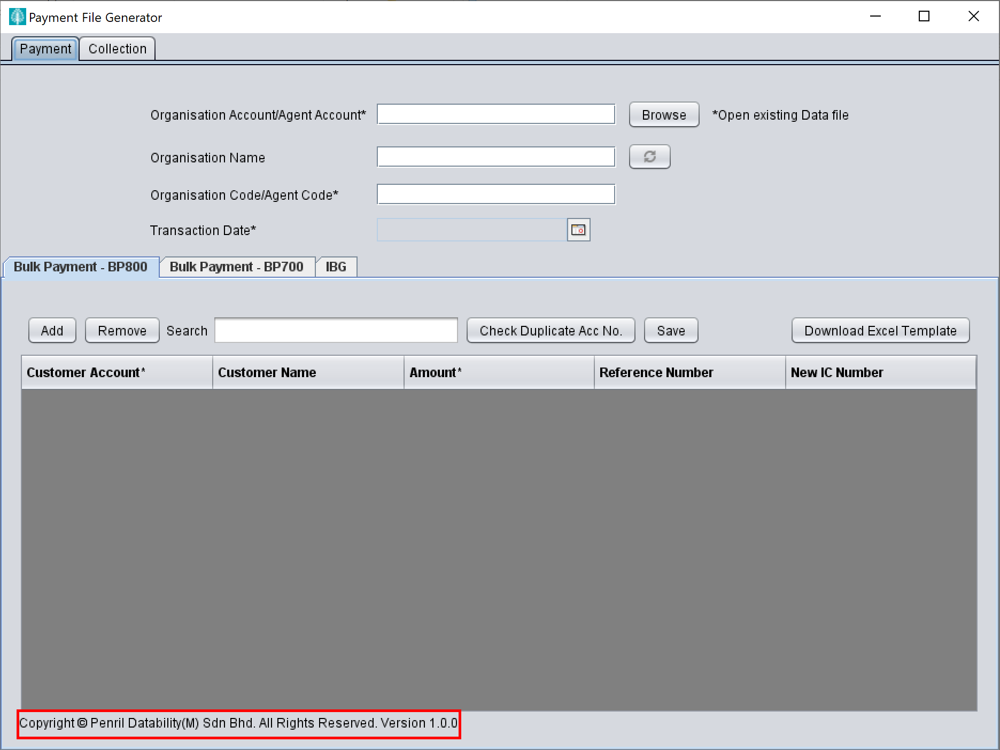 Payment File Generator
Payment Collection
Organisation Account/Agent Account* Browse *Open existing Data file
Organisation Name
Organisation Code/Agent Code*
Transaction Date*
Bulk Payment - BP800 Bulk Payment - BP700 IBG
Add Remove Search Check Duplicate Acc No. Save Download Excel Template
Customer Account* Customer Name Amount* Reference Number New IC Number
Copyright © Penril Datability(M) Sdn Bhd. All Rights Reserved. Version 1.0.0